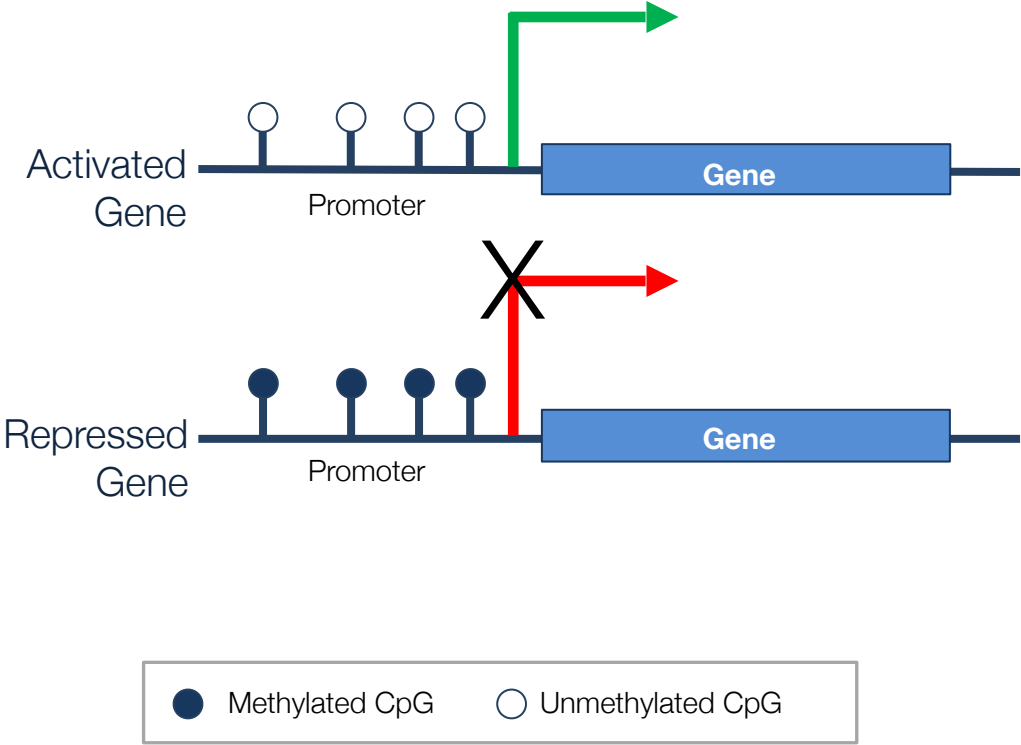 Activated
Gene
Promoter
Gene
X
Repressed
Gene
Promoter
Gene
Methylated CpG
Unmethylated CpG